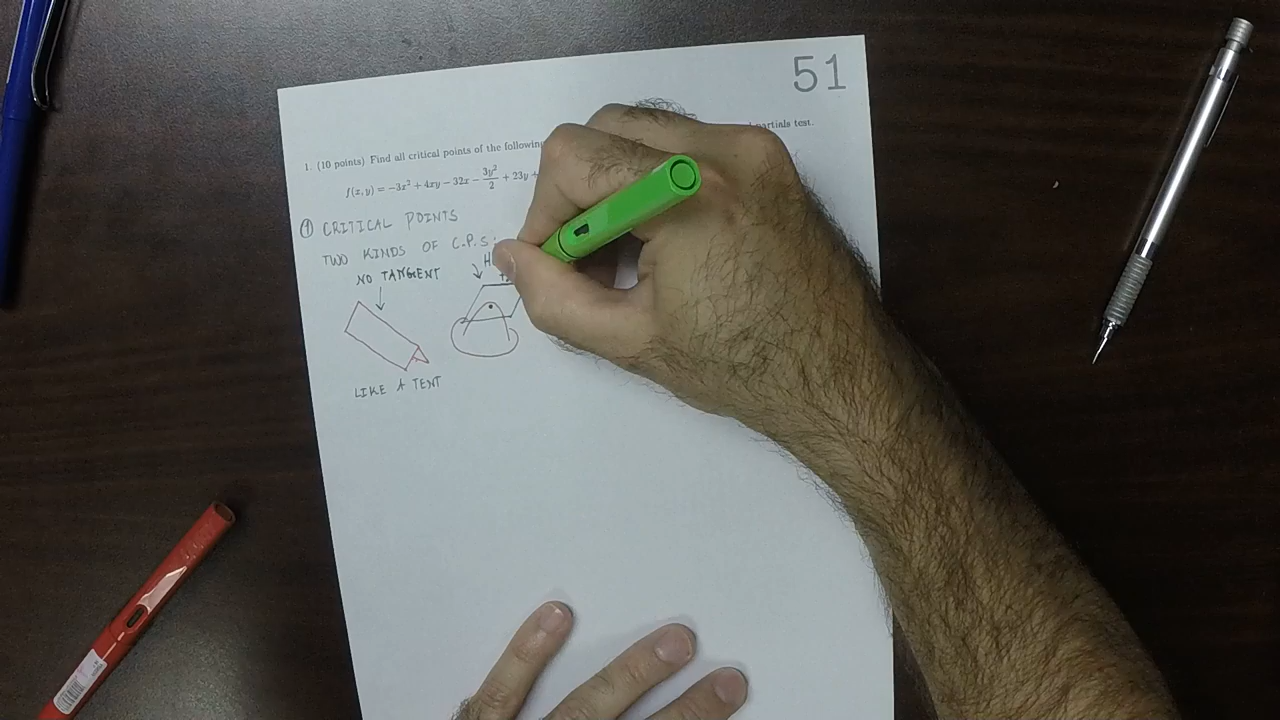 51
1. (10 points) Find all critical points of the following partials test.
f(x, y) = −3x² + 4xy − 32x − 3y²/2 + 23y +
① CRITICAL POINTS
TWO KINDS OF C.P.S:
NO TANGENT H
LIKE A TENT